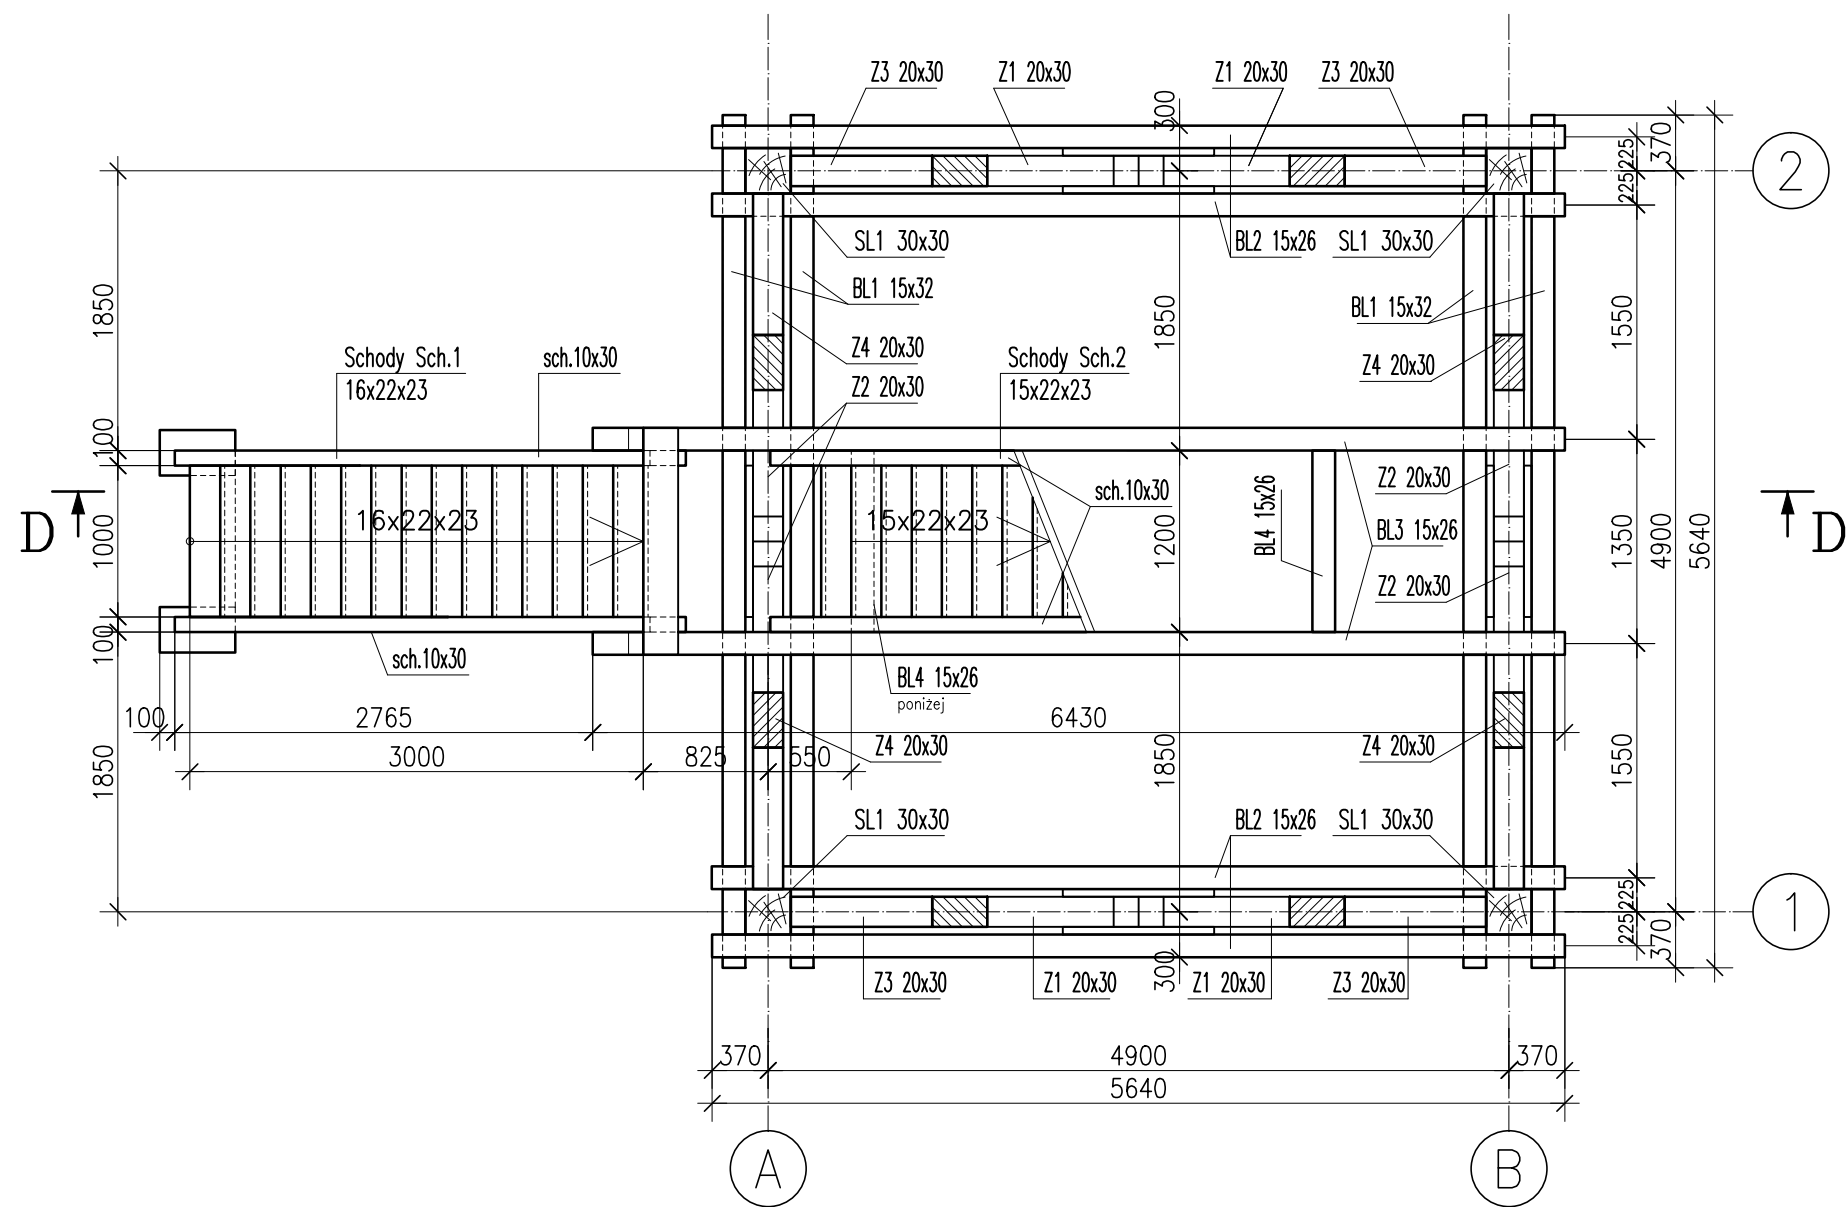 Z3 20x30
Z1 20x30
Z1 20x30
Z3 20x30
300
370
225
225
2
SL1 30x30
BL2 15x26
SL1 30x30
BL1 15x32
BL1 15x32
1850
1850
1550
Z4 20x30
Z4 20x30
Schody Sch.1
16x22x23
sch.10x30
Schody Sch.2
15x22x23
Z2 20x30
100
Z2 20x30
sch.10x30
BL4 15x26
BL3 15x26
D
1000
16x22x23
15x22x23
1200
1350
4900
5640
D
Z2 20x30
100
sch.10x30
BL4 15x26
poniżej
100
2765
6430
Z4 20x30
Z4 20x30
3000
825
550
1850
1850
1550
SL1 30x30
BL2 15x26
SL1 30x30
225
225
370
1
300
Z3 20x30
Z1 20x30
Z1 20x30
Z3 20x30
370
4900
370
5640
A
B